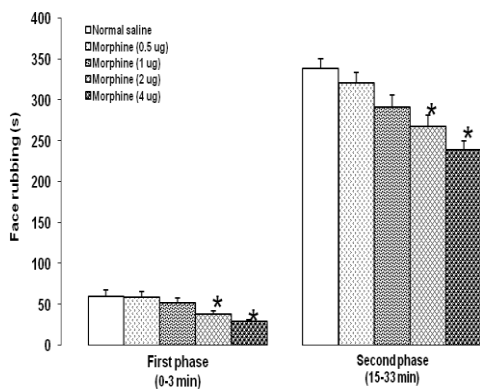 Normal saline
Morphine (0.5 ug)
Morphine (1 ug)
Morphine (2 ug)
Morphine (4 ug)
Face rubbing (s)
400
350
300
250
200
150
100
50
0
* *
* *
First phase
(0-3 min)
Second phase
(15-33 min)